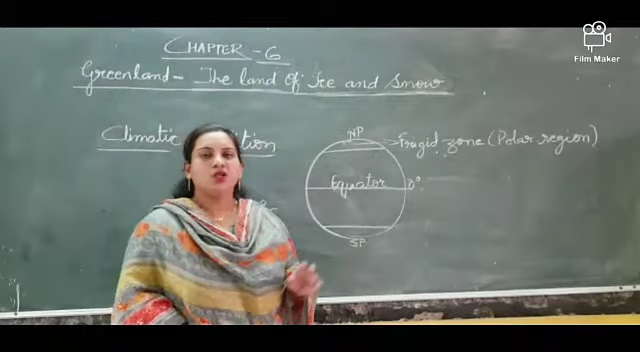 CHAPTER - 6
Greenland - The land of Ice and Snow
Climatic
NP
Frigid zone (Polar region)
Equator 0°
SP
Film Maker